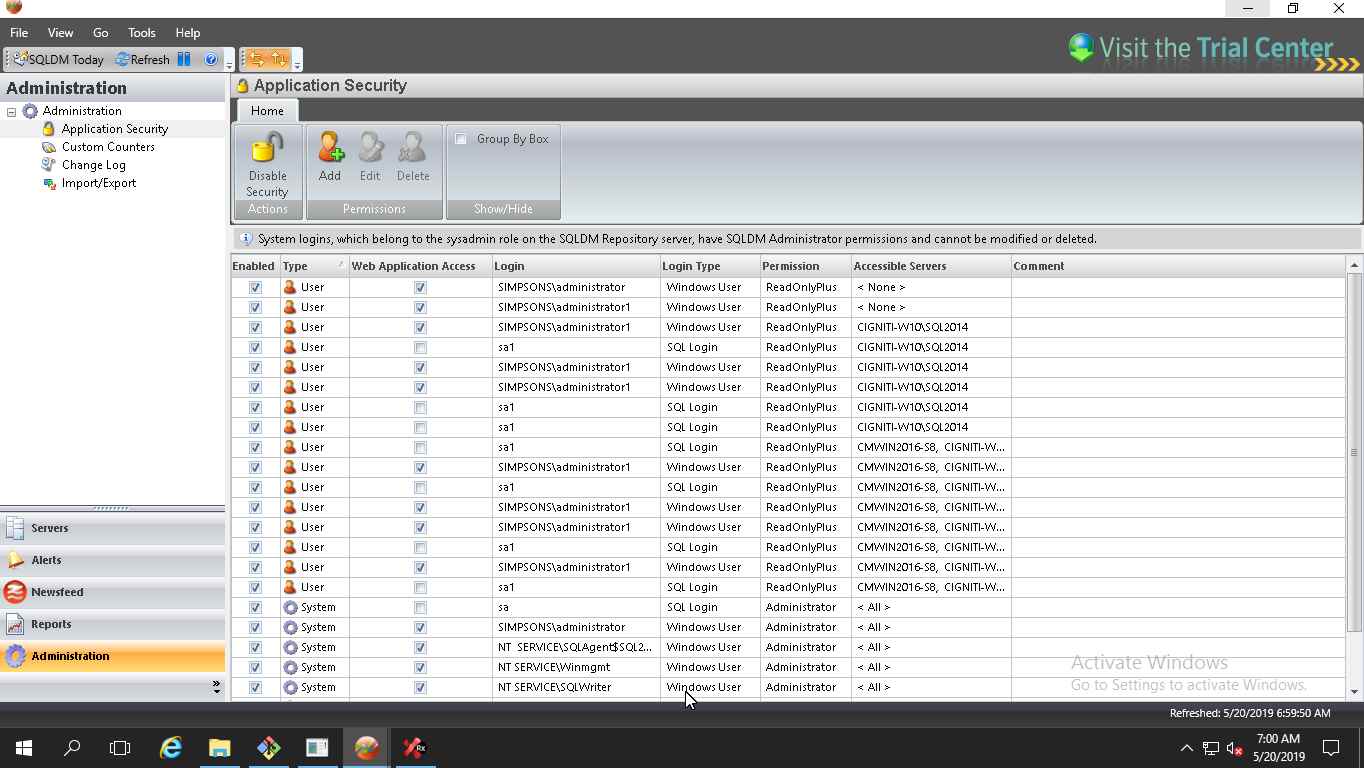 File View Go Tools Help
Visit the Trial Center
SQLDM Today Refresh
Administration
Administration
Application Security
Custom Counters
Change Log
Import/Export
Servers
Alerts
Newsfeed
Reports
Administration
Application Security
Home
Disable Security
Actions
Add Edit Delete
Permissions
Group By Box
Show/Hide
System logins, which belong to the sysadmin role on the SQLDM Repository server, have SQLDM Administrator permissions and cannot be modified or deleted.
Enabled Type Web Application Access Login Login Type Permission Accessible Servers Comment
User SIMPSONS\administrator Windows User ReadOnlyPlus < None >
User SIMPSONS\administrator1 Windows User ReadOnlyPlus < None >
User SIMPSONS\administrator1 Windows User ReadOnlyPlus CIGNITI-W10\SQL2014
User sa1 SQL Login ReadOnlyPlus CIGNITI-W10\SQL2014
User SIMPSONS\administrator1 Windows User ReadOnlyPlus CIGNITI-W10\SQL2014
User SIMPSONS\administrator1 Windows User ReadOnlyPlus CIGNITI-W10\SQL2014
User sa1 SQL Login ReadOnlyPlus CIGNITI-W10\SQL2014
User sa1 SQL Login ReadOnlyPlus CIGNITI-W10\SQL2014
User sa1 SQL Login ReadOnlyPlus CMWIN2016-S8, CIGNITI-W...
User SIMPSONS\administrator1 Windows User ReadOnlyPlus CMWIN2016-S8, CIGNITI-W...
User sa1 SQL Login ReadOnlyPlus CMWIN2016-S8, CIGNITI-W...
User SIMPSONS\administrator1 Windows User ReadOnlyPlus CMWIN2016-S8, CIGNITI-W...
User SIMPSONS\administrator1 Windows User ReadOnlyPlus CMWIN2016-S8, CIGNITI-W...
User sa1 SQL Login ReadOnlyPlus CMWIN2016-S8, CIGNITI-W...
User SIMPSONS\administrator1 Windows User ReadOnlyPlus CMWIN2016-S8, CIGNITI-W...
User sa1 SQL Login ReadOnlyPlus CMWIN2016-S8, CIGNITI-W...
System sa SQL Login Administrator < All >
System SIMPSONS\administrator Windows User Administrator < All >
System NT SERVICE\SQLAgent$SQL2... Windows User Administrator < All >
System NT SERVICE\Winmgmt Windows User Administrator < All >
System NT SERVICE\SQLWriter Windows User Administrator < All >
Activate Windows
Go to Settings to activate Windows.
Refreshed: 5/20/2019 6:59:50 AM
Rx
7:00 AM
5/20/2019